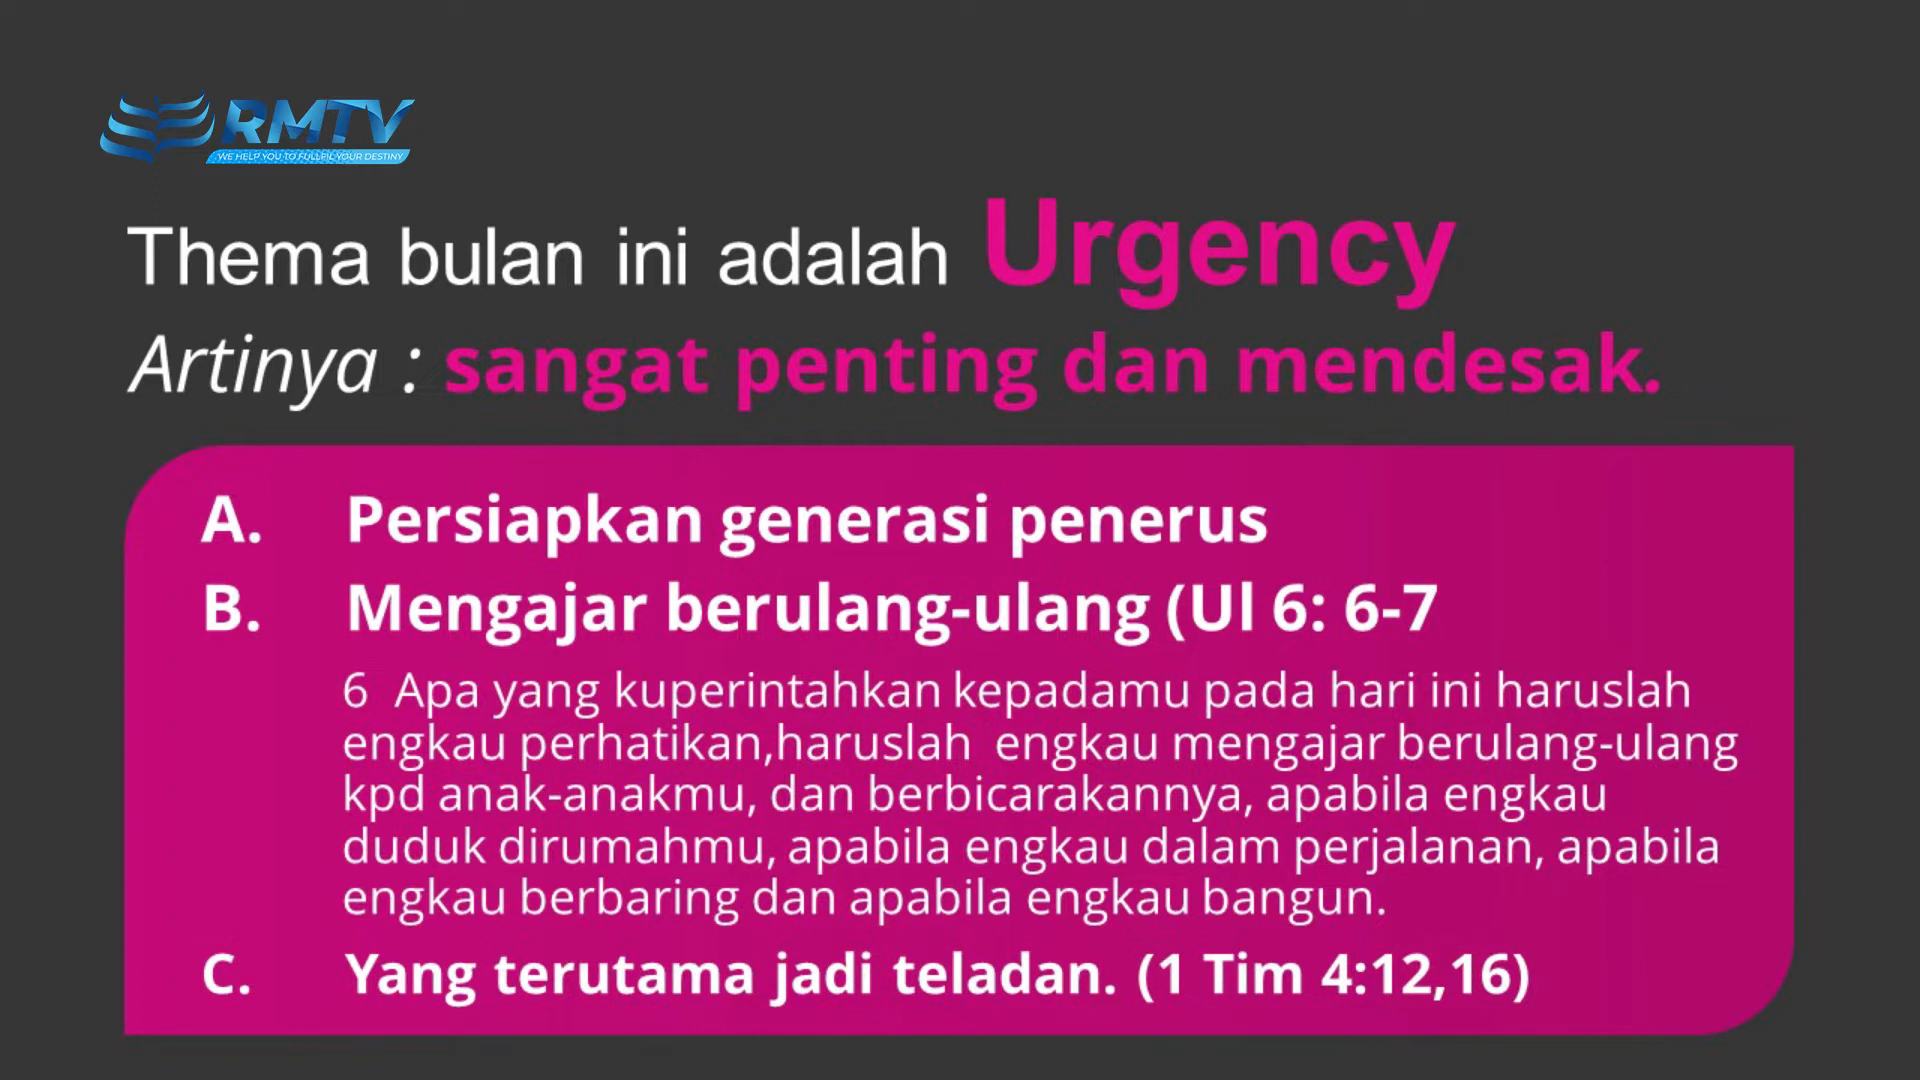 RMTV
WE HELP YOU TO FULLFIL YOUR DESTINY
Thema bulan ini adalah Urgency
Artinya : sangat penting dan mendesak.
A. Persiapkan generasi penerus
B. Mengajar berulang-ulang (Ul 6: 6-7
6 Apa yang kuperintahkan kepadamu pada hari ini haruslah
engkau perhatikan,haruslah engkau mengajar berulang-ulang
kpd anak-anakmu, dan berbicarakannya, apabila engkau
duduk dirumahmu, apabila engkau dalam perjalanan, apabila
engkau berbaring dan apabila engkau bangun.
C. Yang terutama jadi teladan. (1 Tim 4:12,16)